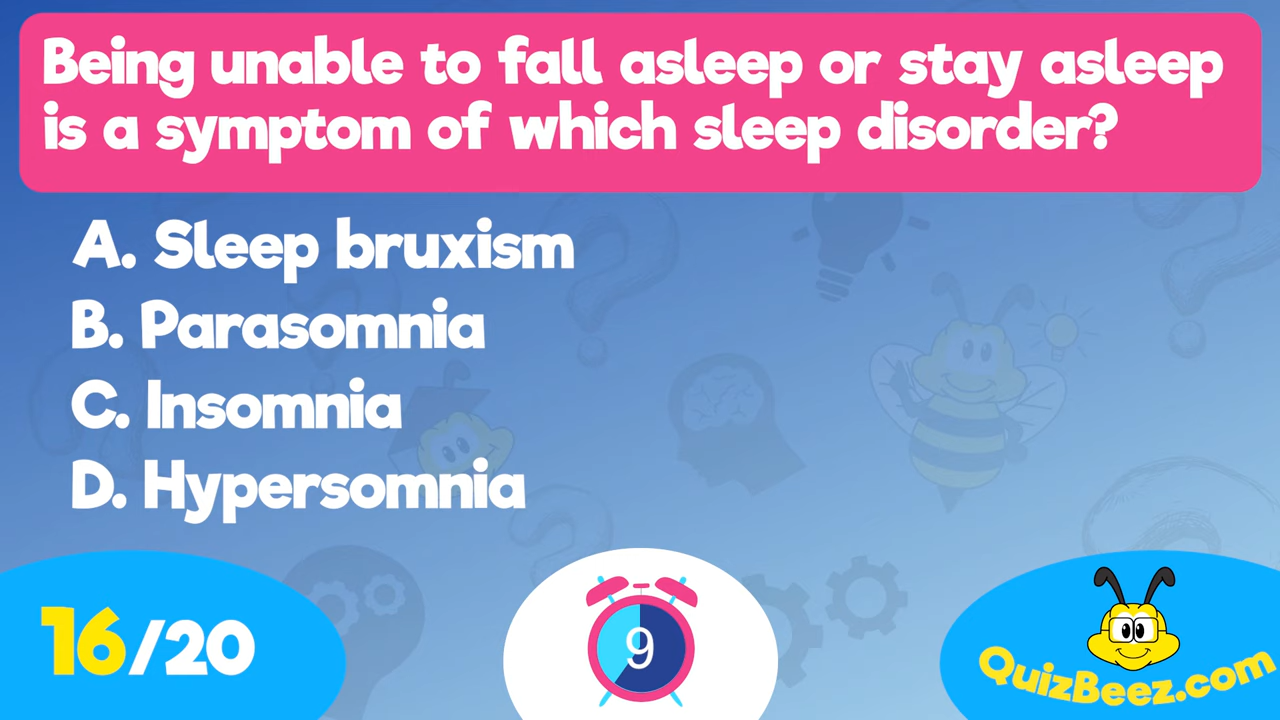 Being unable to fall asleep or stay asleep
is a symptom of which sleep disorder?
A. Sleep bruxism
B. Parasomnia
C. Insomnia
D. Hypersomnia
16/20
9
QuizBeez.com